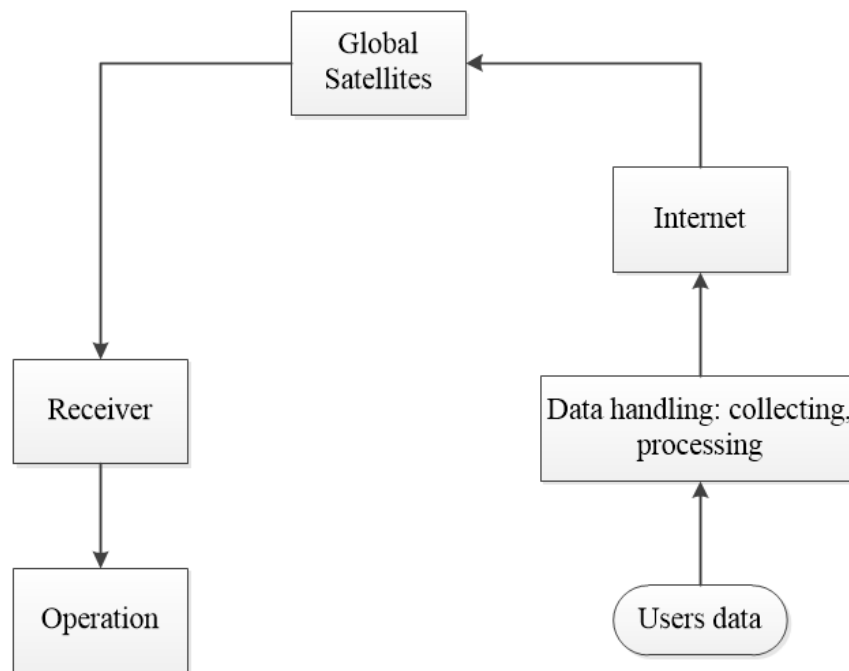 Global
Satellites
Internet
Receiver
Data handling: collecting,
processing
Operation
Users data